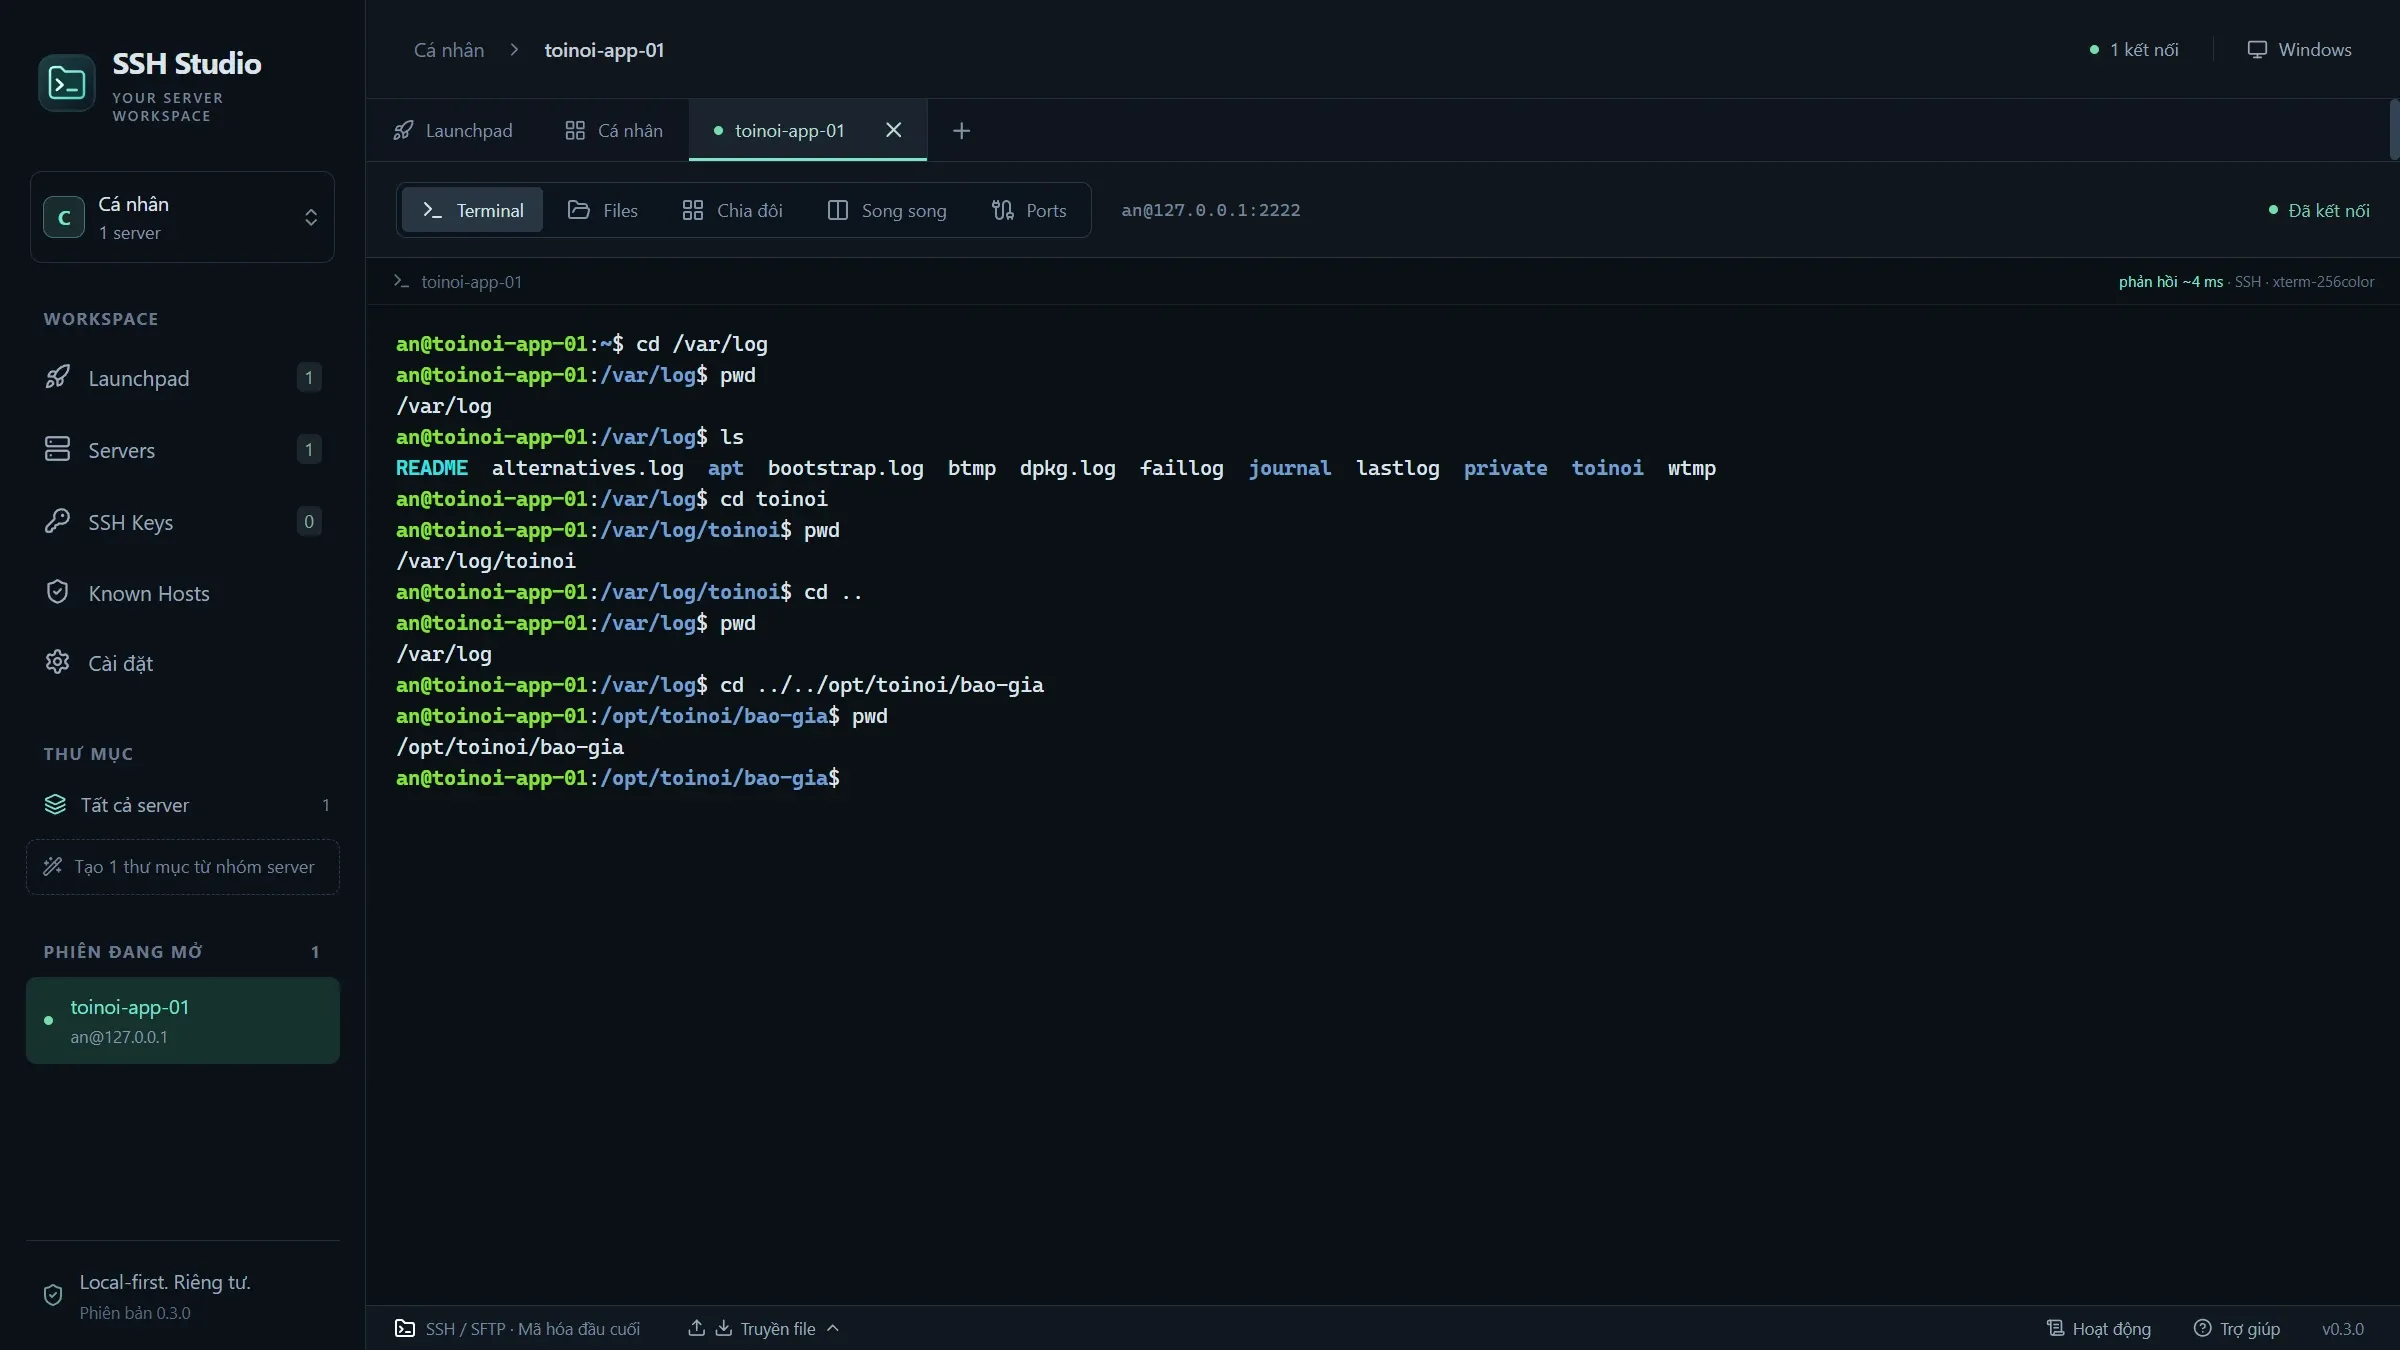 SSH Studio
YOUR SERVER
WORKSPACE
C
Cá nhân
1 server
WORKSPACE
Launchpad 1
Servers 1
SSH Keys 0
Known Hosts
Cài đặt
THƯ MỤC
Tất cả server 1
Tạo 1 thư mục từ nhóm server
PHIÊN ĐANG MỞ 1
toinoi-app-01
an@127.0.0.1
Local-first. Riêng tư.
Phiên bản 0.3.0
Cá nhân > toinoi-app-01
1 kết nối
Windows
Launchpad
Cá nhân
toinoi-app-01
Terminal
Files
Chia đôi
Song song
Ports
an@127.0.0.1:2222
Đã kết nối
toinoi-app-01
phản hồi ~4 ms · SSH · xterm-256color
an@toinoi-app-01:~$ cd /var/log
an@toinoi-app-01:/var/log$ pwd
/var/log
an@toinoi-app-01:/var/log$ ls
README  alternatives.log  apt  bootstrap.log  btmp  dpkg.log  faillog  journal  lastlog  private  toinoi  wtmp
an@toinoi-app-01:/var/log$ cd toinoi
an@toinoi-app-01:/var/log/toinoi$ pwd
/var/log/toinoi
an@toinoi-app-01:/var/log/toinoi$ cd ..
an@toinoi-app-01:/var/log$ pwd
/var/log
an@toinoi-app-01:/var/log$ cd ../../opt/toinoi/bao-gia
an@toinoi-app-01:/opt/toinoi/bao-gia$ pwd
/opt/toinoi/bao-gia
an@toinoi-app-01:/opt/toinoi/bao-gia$
SSH / SFTP · Mã hóa đầu cuối
Truyền file
Hoạt động
Trợ giúp
v0.3.0